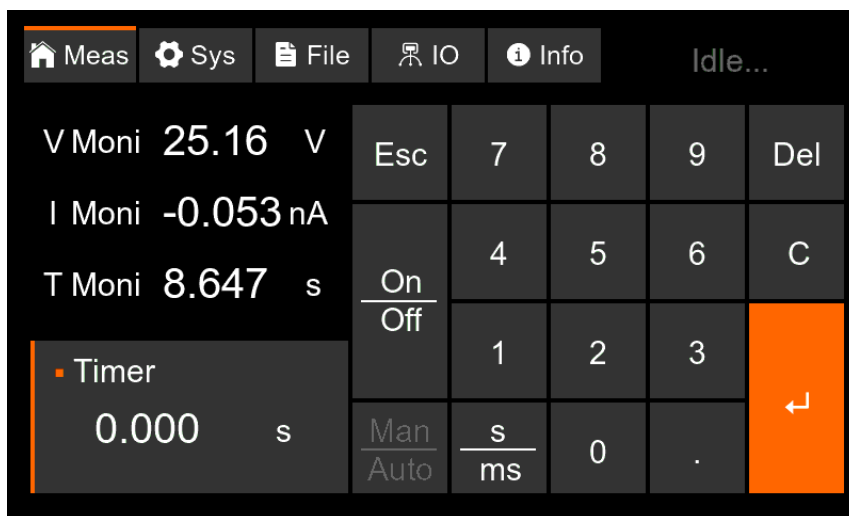 Meas Sys File IO Info Idle...
V Moni 25.16 V
I Moni -0.053 nA
T Moni 8.647 s
Timer
0.000 s
Esc 7 8 9 Del
On
Off
4 5 6 C
1 2 3
Man
Auto
s
ms
0 .